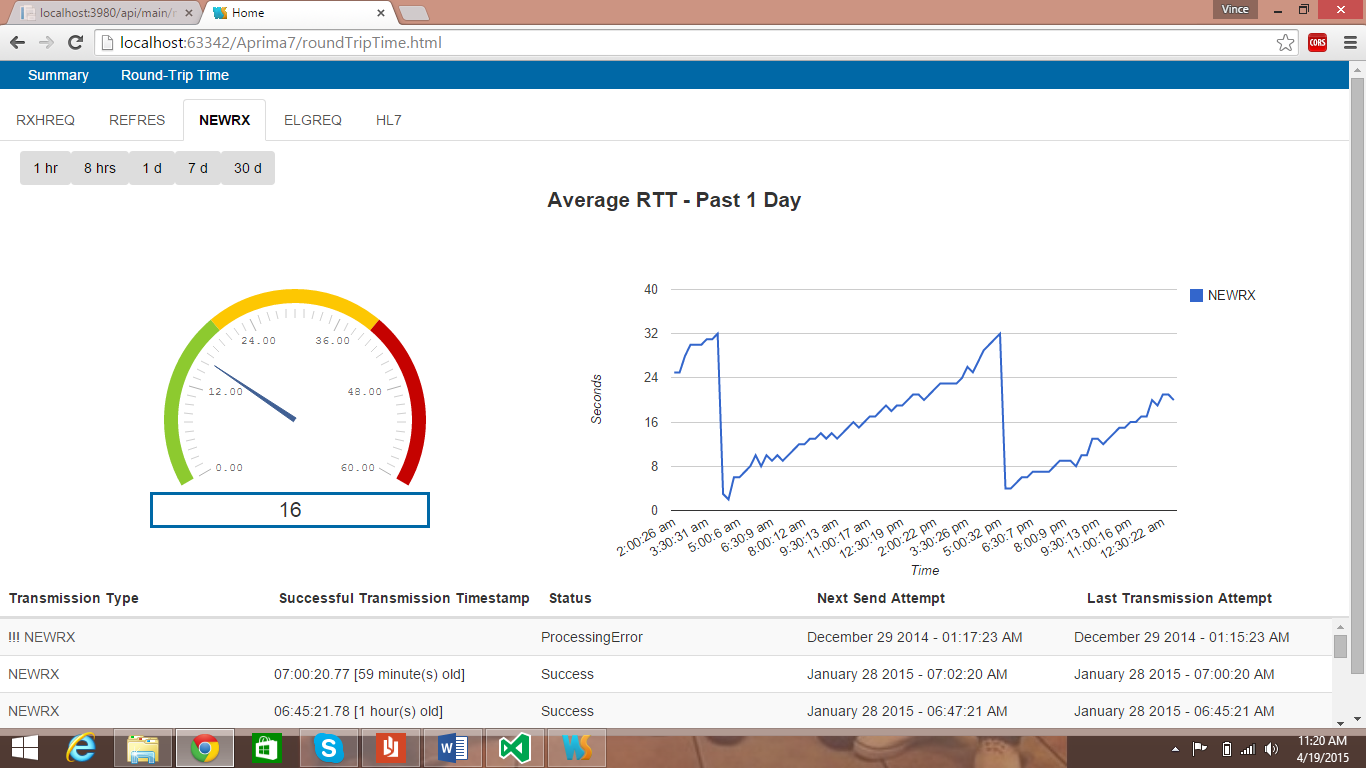 localhost:3980/api/main/r
Home
Vince
localhost:63342/Aprima7/roundTripTime.html
CORS
Summary Round-Trip Time
RXHREQ REFRES NEWRX ELGREQ HL7
1 hr 8 hrs 1 d 7 d 30 d
Average RTT - Past 1 Day
0.00
12.00
24.00
36.00
48.00
60.00
16
40
32
24
16
8
0
Seconds
NEWRX
2:00:26 am
3:30:31 am
5:00:6 am
6:30:9 am
8:00:12 am
9:30:13 am
11:00:17 am
12:30:19 pm
2:00:22 pm
3:30:26 pm
5:00:32 pm
6:30:7 pm
8:00:9 pm
9:30:13 pm
11:00:16 pm
12:30:22 am
Time
Transmission Type Successful Transmission Timestamp Status Next Send Attempt Last Transmission Attempt
!!! NEWRX ProcessingError December 29 2014 - 01:17:23 AM December 29 2014 - 01:15:23 AM
NEWRX 07:00:20.77 [59 minute(s) old] Success January 28 2015 - 07:02:20 AM January 28 2015 - 07:00:20 AM
NEWRX 06:45:21.78 [1 hour(s) old] Success January 28 2015 - 06:47:21 AM January 28 2015 - 06:45:21 AM
11:20 AM
4/19/2015